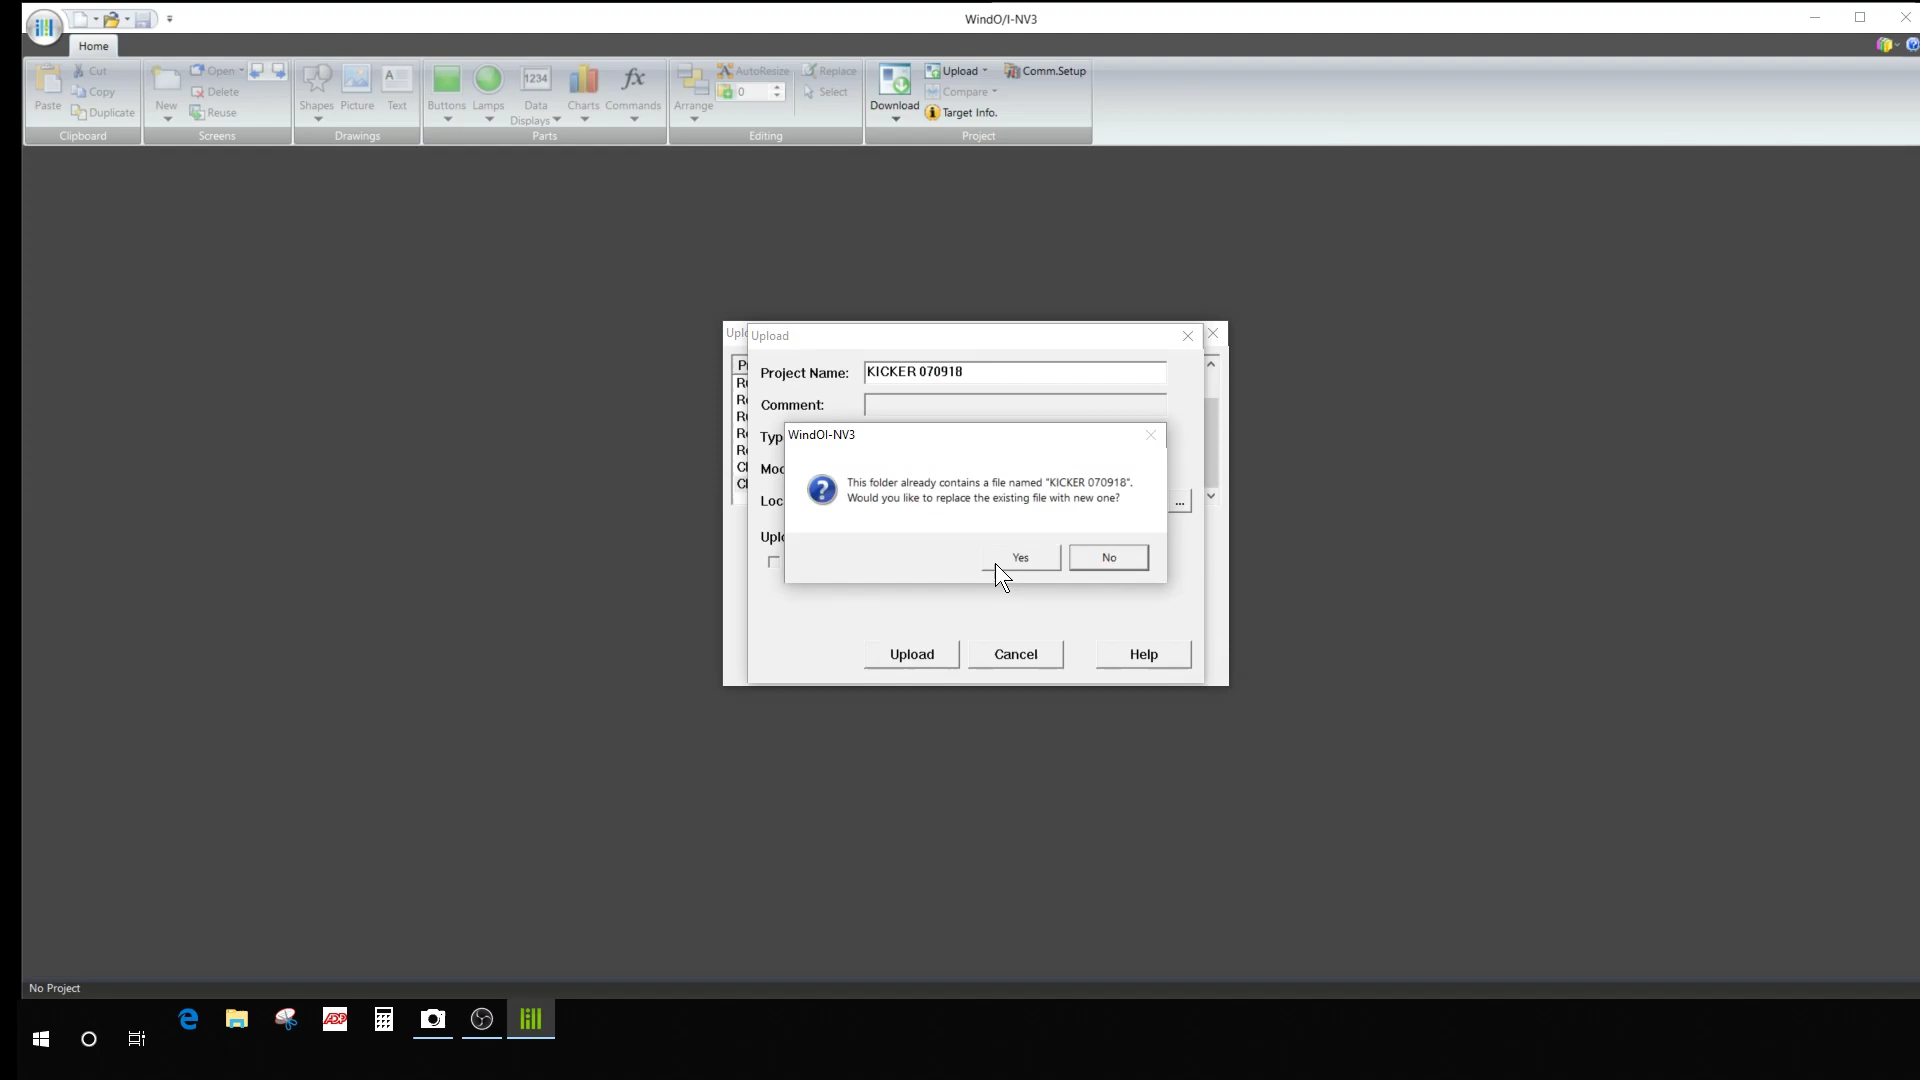 WindO/I-NV3
Home
Paste
Cut
Copy
Duplicate
Clipboard
New
Open
Delete
Reuse
Screens
Shapes
Picture
Text
Drawings
Buttons
Lamps
1234
Data
Displays
Charts
fx
Commands
Parts
Arrange
AutoResize
0
Replace
Select
Editing
Download
Upload
Compare
Target Info.
Comm.Setup
Project
Upload
Project Name: KICKER 070918
Comment:
WindOI-NV3
This folder already contains a file named "KICKER 070918".
Would you like to replace the existing file with new one?
Yes
No
...
Upload
Cancel
Help
No Project
ADP